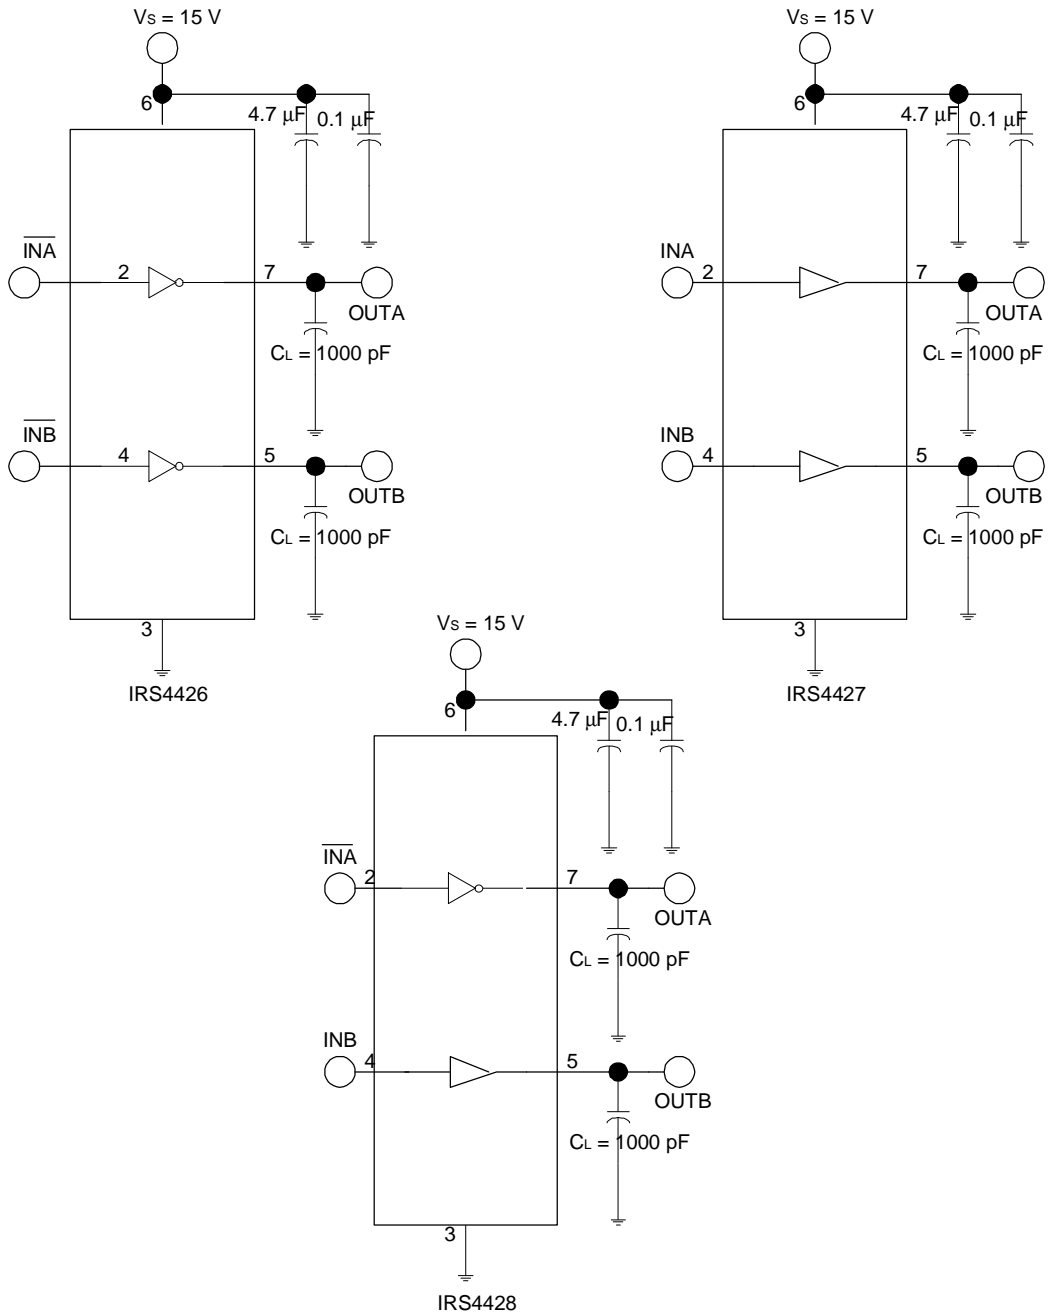 Vs = 15 V
6
4.7 µF
0.1 µF
I̅N̅A̅
2
7
OUTA
CL = 1000 pF
I̅N̅B̅
4
5
OUTB
CL = 1000 pF
3
IRS4426
Vs = 15 V
6
4.7 µF
0.1 µF
INA
2
7
OUTA
CL = 1000 pF
INB
4
5
OUTB
CL = 1000 pF
3
IRS4427
Vs = 15 V
6
4.7 µF
0.1 µF
I̅N̅A̅
2
7
OUTA
CL = 1000 pF
INB
4
5
OUTB
CL = 1000 pF
3
IRS4428